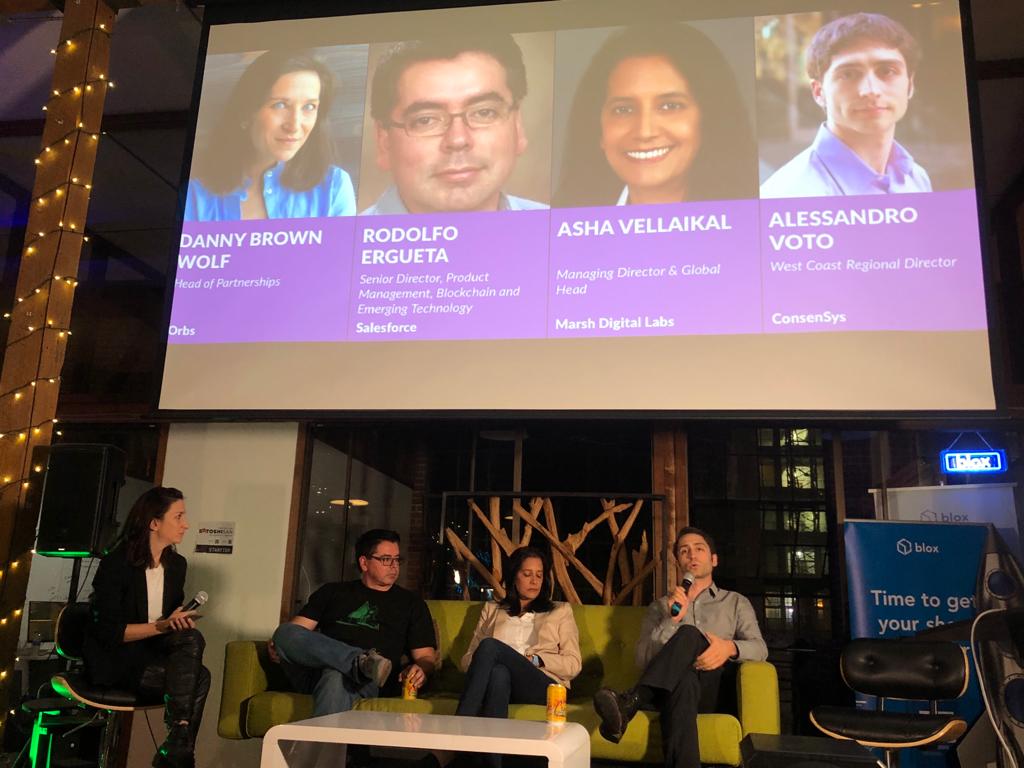 DANNY BROWN
WOLF
Head of Partnerships
Orbs
RODOLFO
ERGUETA
Senior Director, Product
Management, Blockchain and
Emerging Technology
Salesforce
ASHA VELLAIKAL
Managing Director & Global
Head
Marsh Digital Labs
ALESSANDRO
VOTO
West Coast Regional Director
ConsenSys
blox
blox
blox
Time to get
your sh
STARFISH